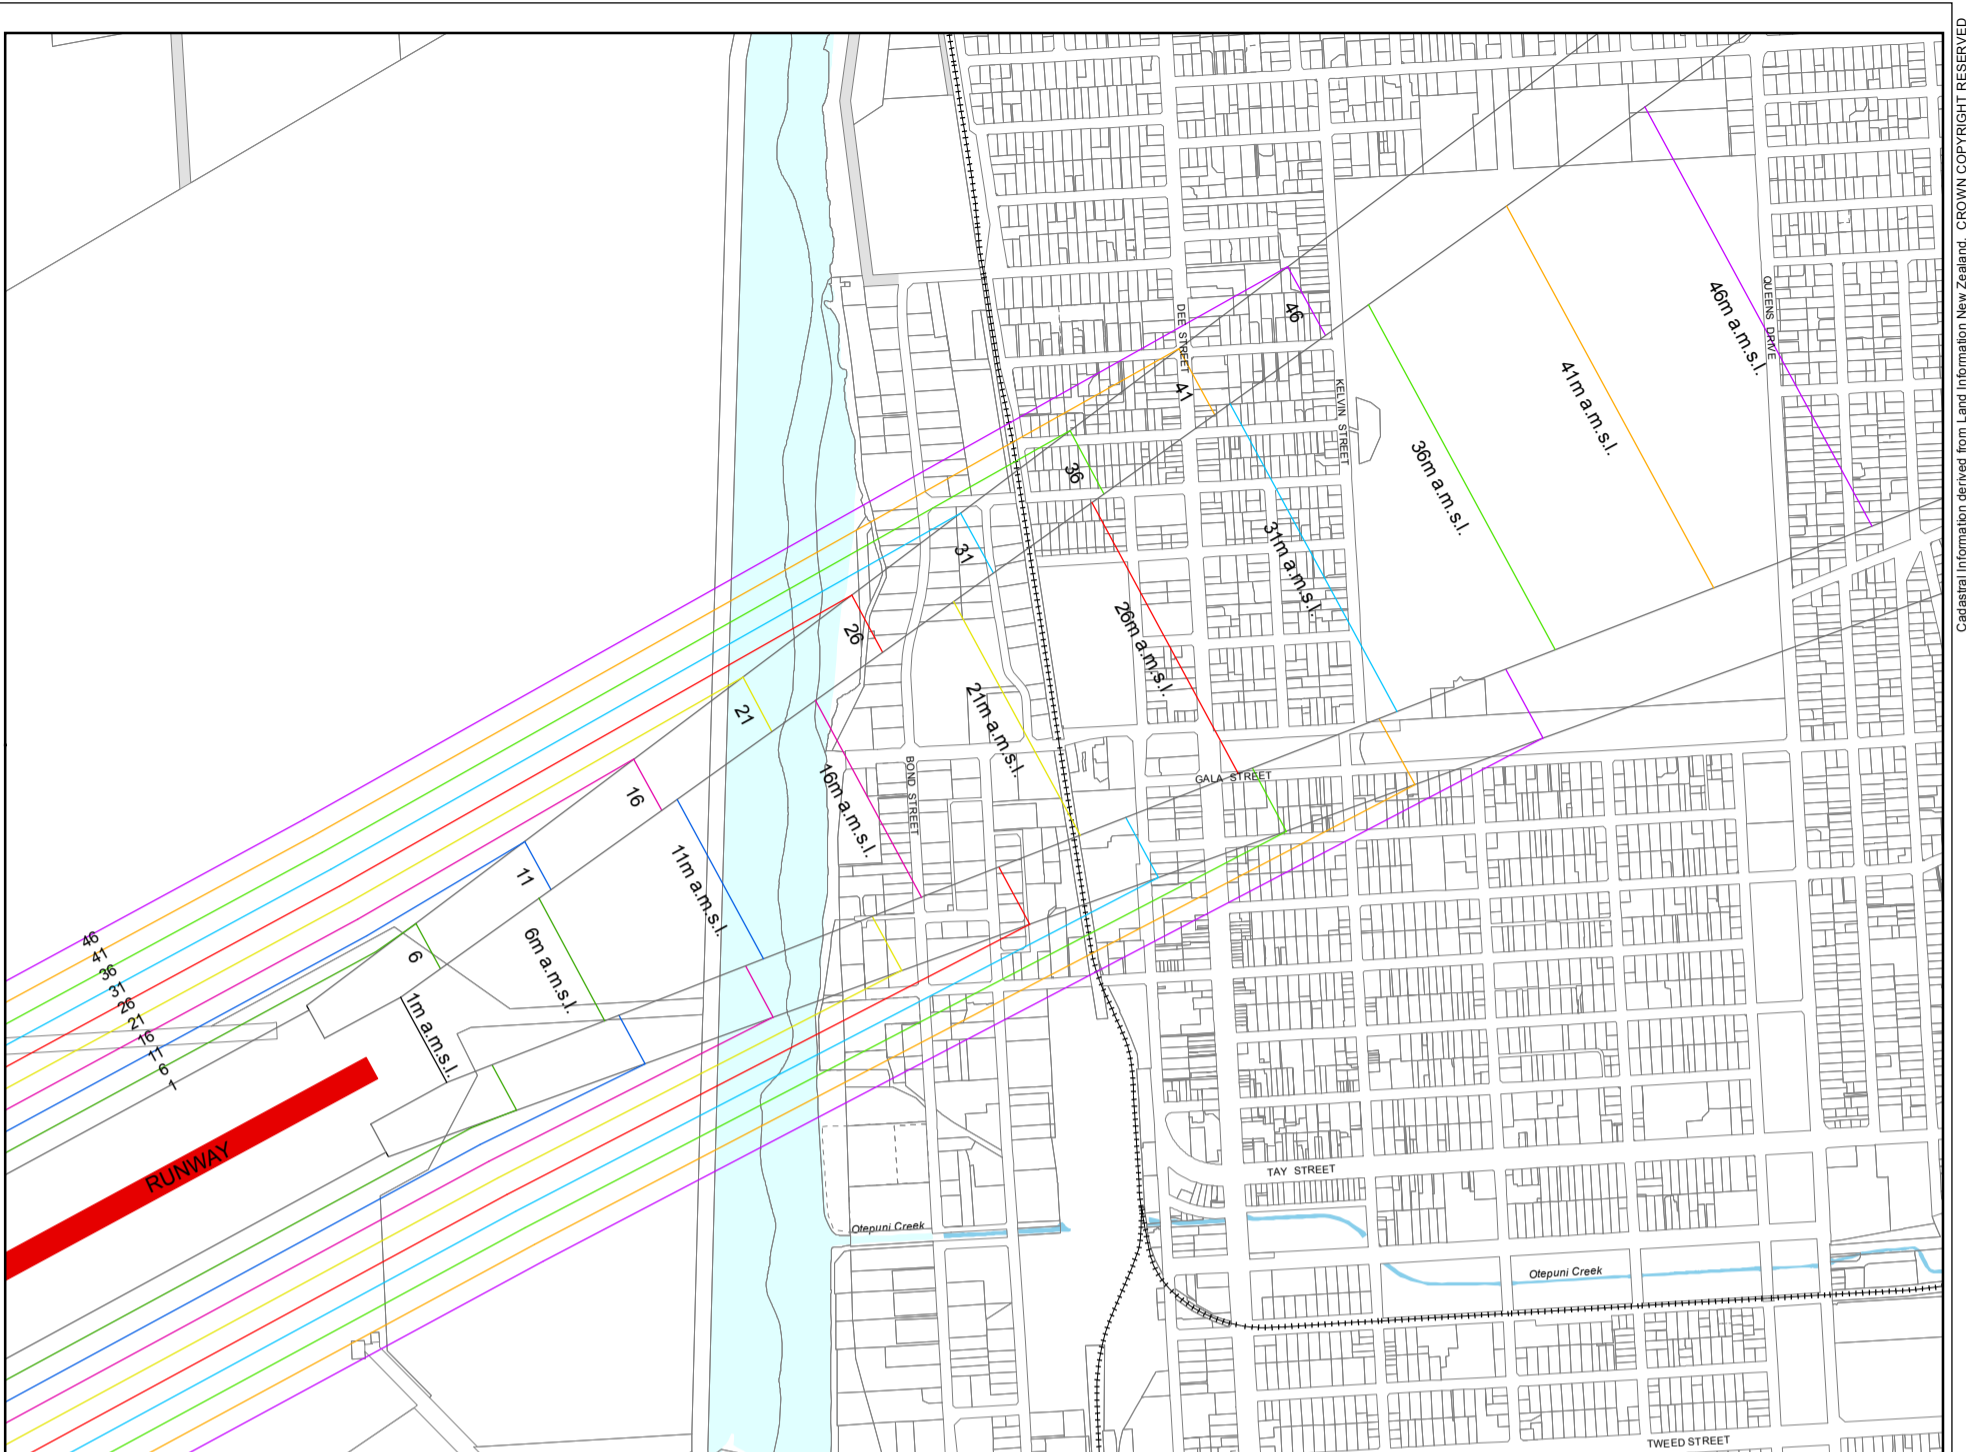 Cadastral Information derived from Land Information New Zealand. CROWN COPYRIGHT RESERVED
QUEENS DRIVE
46m a.m.s.l.
DEE STREET
46
41m a.m.s.l.
41
KELVIN STREET
36m a.m.s.l.
36
31m a.m.s.l.
31
26m a.m.s.l.
26
21m a.m.s.l.
21
GALA STREET
BOND STREET
16m a.m.s.l.
16
11m a.m.s.l.
11
6m a.m.s.l.
6
1m a.m.s.l.
46
41
36
31
26
21
16
11
6
1
RUNWAY
TAY STREET
Otepuni Creek
Otepuni Creek
TWEED STREET